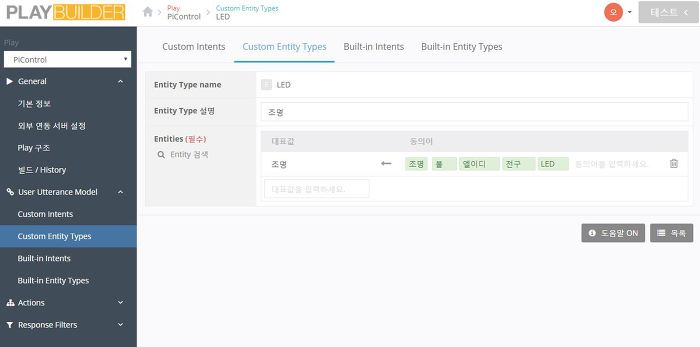 PLAY BUILDER
Play
PiControl
Custom Entity Types
LED
오
테스트
Play
PiControl
General
기본 정보
외부 연동 서버 설정
Play 구조
빌드 / History
User Utterance Model
Custom Intents
Custom Entity Types
Built-in Intents
Built-in Entity Types
Actions
Response Filters
Custom Intents
Custom Entity Types
Built-in Intents
Built-in Entity Types
Entity Type name
LED
Entity Type 설명
조명
Entities (필수)
Entity 검색
대표값
동의어
조명
조명
불
엘이디
전구
LED
동의어를 입력하세요.
대표값을 입력하세요.
도움말 ON
목록